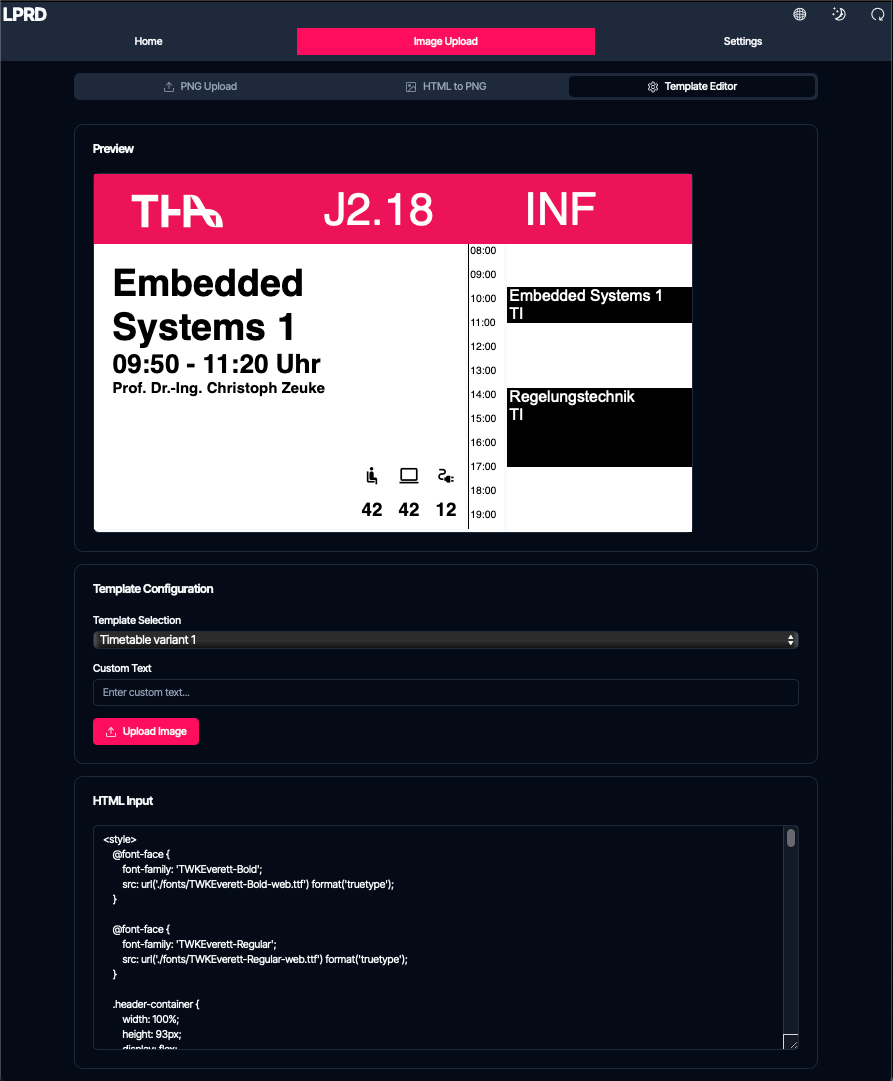 LPRD
Home
Image Upload
Settings
PNG Upload
HTML to PNG
Template Editor
Preview
THA
J2.18
INF
Embedded
Systems 1
09:50 - 11:20 Uhr
Prof. Dr.-Ing. Christoph Zeuke
42
42
12
08:00
09:00
10:00
11:00
12:00
13:00
14:00
15:00
16:00
17:00
18:00
19:00
Embedded Systems 1
TI
Regelungstechnik
TI
Template Configuration
Template Selection
Timetable variant 1
Custom Text
Enter custom text...
Upload Image
HTML Input
<style>
@font-face {
font-family: 'TWKEverett-Bold';
src: url('./fonts/TWKEverett-Bold-web.ttf') format('truetype');
}
@font-face {
font-family: 'TWKEverett-Regular';
src: url('./fonts/TWKEverett-Regular-web.ttf') format('truetype');
}
.header-container {
width: 100%;
height: 93px;
display: flex;